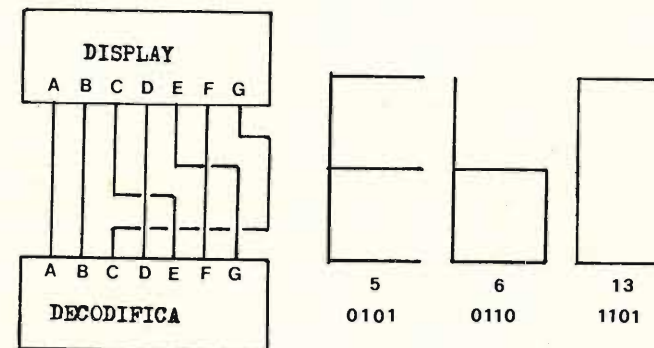 DISPLAY
A B C D E F G
A B C D E F G
DECODIFICA
5 6 13
0101 0110 1101